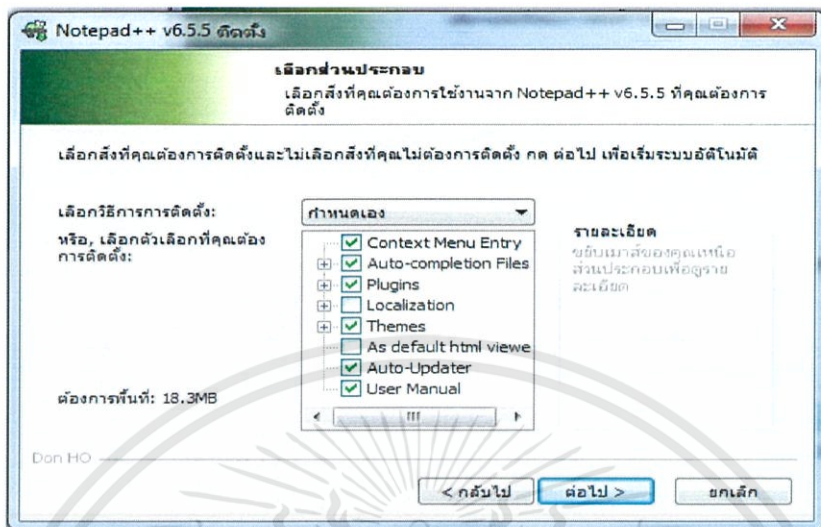 Notepad++ v6.5.5 ติดตั้ง
เลือกส่วนประกอบ
เลือกสิ่งที่คุณต้องการใช้งานจาก Notepad++ v6.5.5 ที่คุณต้องการ
ติดตั้ง
เลือกสิ่งที่คุณต้องการติดตั้งและไม่เลือกสิ่งที่คุณไม่ต้องการติดตั้ง กด ต่อไป เพื่อเริ่มระบบอัติโนมัติ
เลือกวิธีการการติดตั้ง:
กำหนดเอง
หรือ, เลือกตัวเลือกที่คุณต้อง
การติดตั้ง:
Context Menu Entry
Auto-completion Files
Plugins
Localization
Themes
As default html viewe
Auto-Updater
User Manual
รายละเอียด
ขยับเมาส์ของคุณเหนือ
ส่วนประกอบเพื่อดูราย
ละเอียด
ต้องการพื้นที่: 18.3MB
Don HO
< กลับไป
ต่อไป >
ยกเลิก